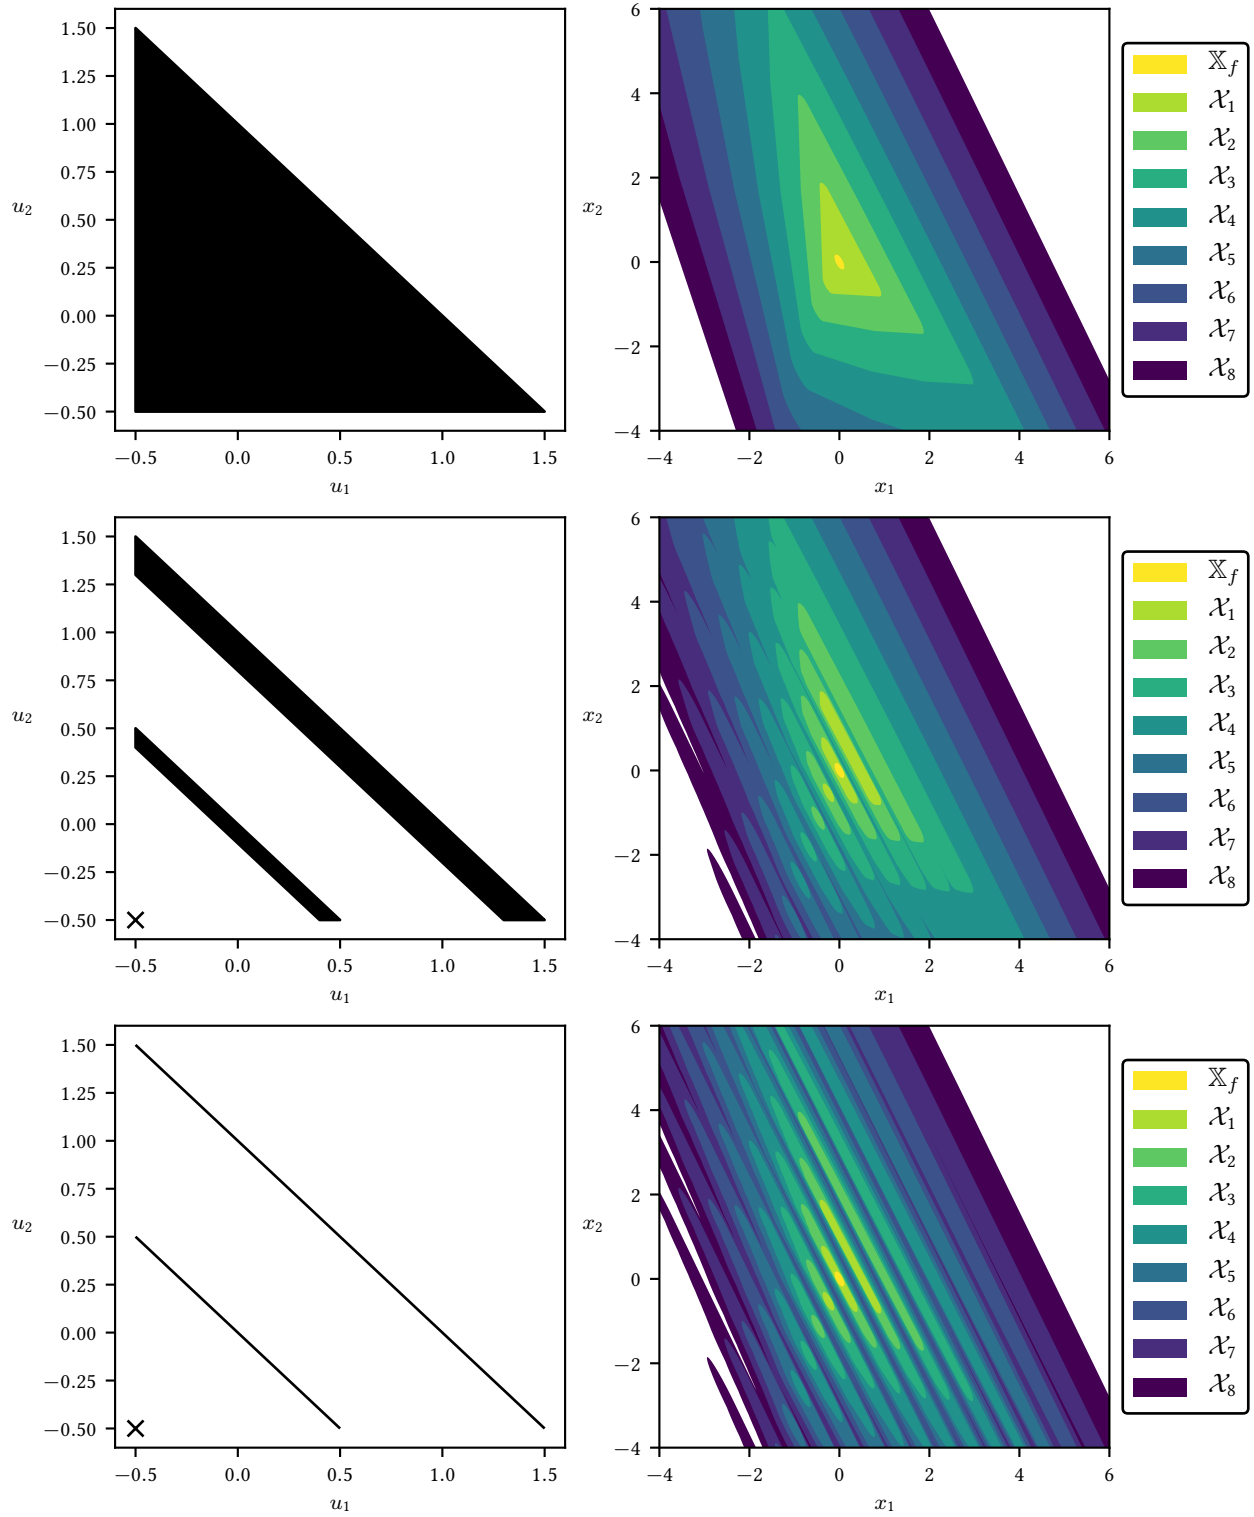 1.50
1.25
1.00
0.75
0.50
0.25
0.00
−0.25
−0.50
u₂
−0.5 0.0 0.5 1.0 1.5
u₁
6
4
2
0
−2
−4
x₂
−4 −2 0 2 4 6
x₁
𝕏f
𝒳₁
𝒳₂
𝒳₃
𝒳₄
𝒳₅
𝒳₆
𝒳₇
𝒳₈
1.50
1.25
1.00
0.75
0.50
0.25
0.00
−0.25
−0.50
u₂
−0.5 0.0 0.5 1.0 1.5
u₁
6
4
2
0
−2
−4
x₂
−4 −2 0 2 4 6
x₁
𝕏f
𝒳₁
𝒳₂
𝒳₃
𝒳₄
𝒳₅
𝒳₆
𝒳₇
𝒳₈
1.50
1.25
1.00
0.75
0.50
0.25
0.00
−0.25
−0.50
u₂
−0.5 0.0 0.5 1.0 1.5
u₁
6
4
2
0
−2
−4
x₂
−4 −2 0 2 4 6
x₁
𝕏f
𝒳₁
𝒳₂
𝒳₃
𝒳₄
𝒳₅
𝒳₆
𝒳₇
𝒳₈